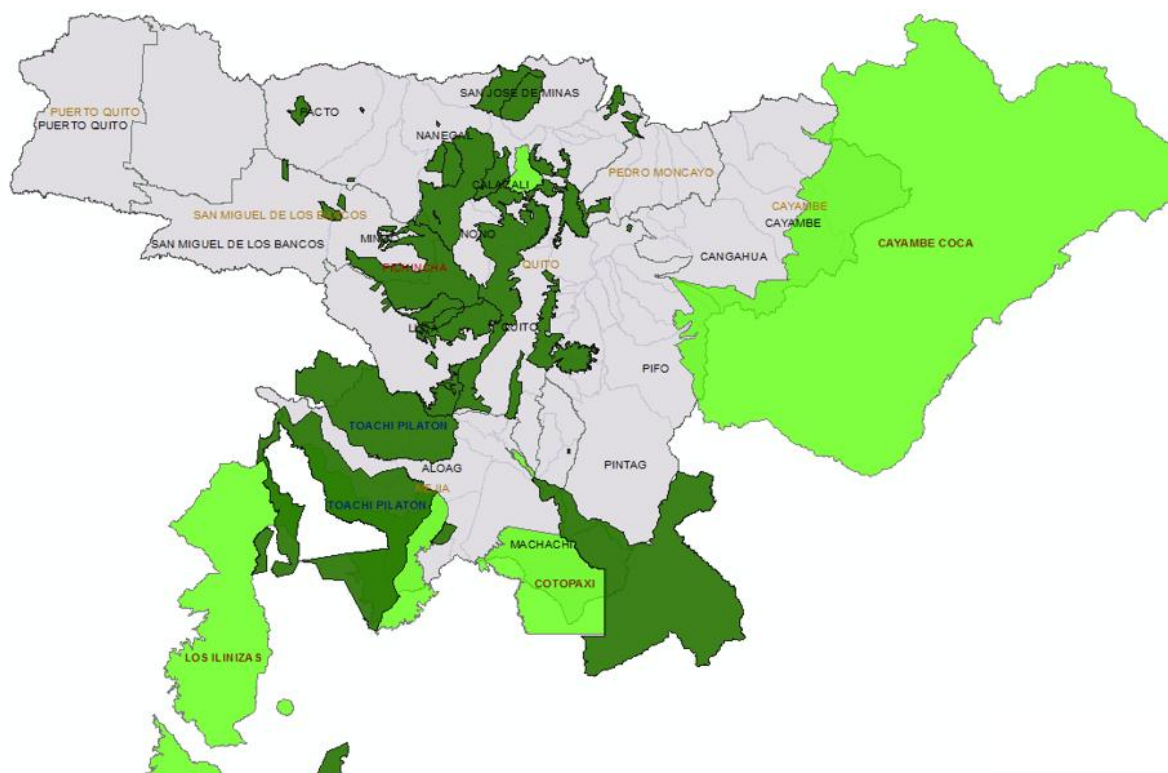 SAN JOSE DE MINAS
PUERTO QUITO
PACTO
PUERTO QUITO
NANEGAL
PEDRO MONCAYO
CALAZALI
CAYAMBE
SAN MIGUEL DE LOS BANCOS
CAYAMBE
MIN
NONO
SAN MIGUEL DE LOS BANCOS
CAYAMBE COCA
CANGAHUA
QUITO
PICHINCHA
QUITO
PIFO
TOACHI PILATON
PINTAG
ALOAG
MEJIA
TOACHI PILATON
MACHACHI
COTOPAXI
LOS ILINIZAS